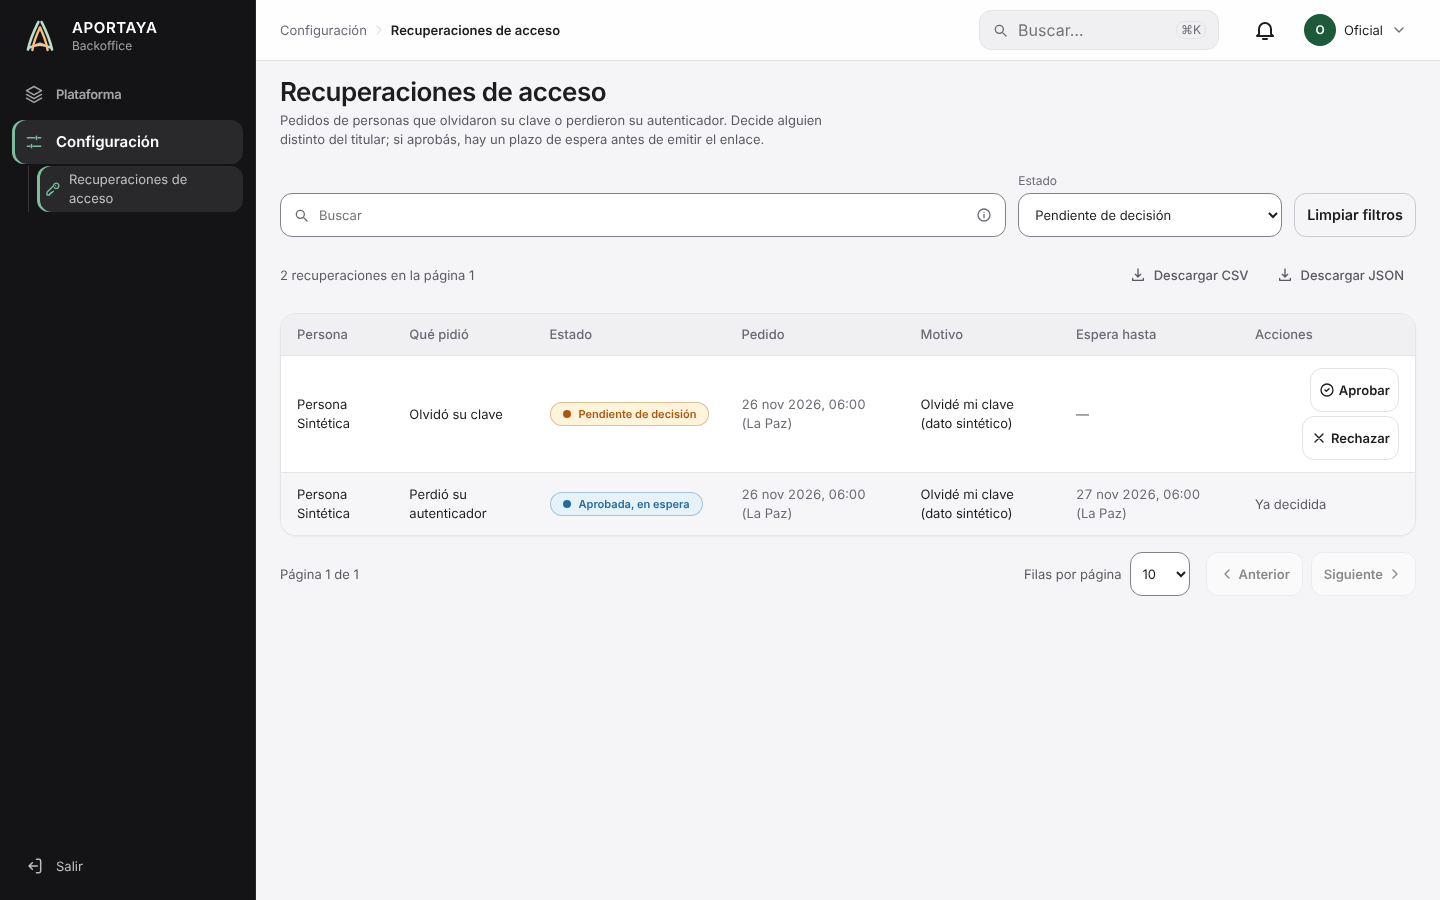 APORTAYA
Backoffice
Plataforma
Configuración
Recuperaciones de
acceso
Salir
Configuración
Recuperaciones de acceso
Buscar...
⌘K
O
Oficial
Recuperaciones de acceso
Pedidos de personas que olvidaron su clave o perdieron su autenticador. Decide alguien
distinto del titular; si aprobás, hay un plazo de espera antes de emitir el enlace.
Estado
Buscar
Pendiente de decisión
Limpiar filtros
2 recuperaciones en la página 1
Descargar CSV
Descargar JSON
Persona
Qué pidió
Estado
Pedido
Motivo
Espera hasta
Acciones
Persona
Sintética
Olvidó su clave
Pendiente de decisión
26 nov 2026, 06:00
(La Paz)
Olvidé mi clave
(dato sintético)
—
Aprobar
Rechazar
Persona
Sintética
Perdió su
autenticador
Aprobada, en espera
26 nov 2026, 06:00
(La Paz)
Olvidé mi clave
(dato sintético)
27 nov 2026, 06:00
(La Paz)
Ya decidida
Página 1 de 1
Filas por página
10
Anterior
Siguiente